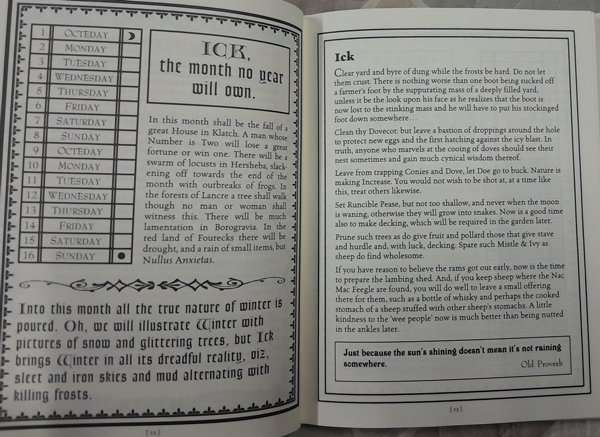 1 OCTEDAY
2 MONDAY
3 TUESDAY
4 WEDNESDAY
5 THURSDAY
6 FRIDAY
7 SATURDAY
8 SUNDAY
9 OCTEDAY
10 MONDAY
11 TUESDAY
12 WEDNESDAY
13 THURSDAY
14 FRIDAY
15 SATURDAY
16 SUNDAY
ICK,
the month no year
will own.
In this month shall be the fall of a
great House in Klatch. A man whose
Number is Two will lose a great
fortune or win one. There will be a
swarm of locusts in Hersheba, slack-
ening off towards the end of the
month with outbreaks of frogs. In
the forests of Lancre a tree shall walk
though no man or woman shall
witness this. There will be much
lamentation in Borogravia. In the
red land of Fourecks there will be
drought, and a rain of small items, but
Nullus Anxietas.
Into this month all the true nature of winter is
poured. Oh, we will illustrate Winter with
pictures of snow and glittering trees, but Ick
brings Winter in all its dreadful reality, viz,
sleet and iron skies and mud alternating with
killing frosts.
[12]
Ick
Clear yard and byre of dung while the frosts be hard. Do not let
them crust. There is nothing worse than one boot being sucked off
a farmer's foot by the suppurating mass of a deeply filled yard,
unless it be the look upon his face as he realizes that the boot is
now lost to the stinking mass and he will have to put his stockinged
foot down somewhere...
Clean thy Dovecot: but leave a bastion of droppings around the hole
to protect new eggs and the first hatching against the icy blast. In
truth, anyone who marvels at the cooing of doves should see their
nest sometimes and gain much cynical wisdom thereof.
Leave from trapping Conies and Dove, let Doe go to buck. Nature is
making Increase. You would not wish to be shot at, at a time like
this, treat others likewise.
Set Runcible Pease, but not too shallow, and never when the moon
is waning, otherwise they will grow into snakes. Now is a good time
also to make decking, which will be repaired in the garden later.
Prune such trees as do give fruit and pollard those that give stave
and hurdle and, with luck, decking. Spare such Mistle & Ivy as
sheep do find wholesome.
If you have reason to believe the rams got out early, now is the time
to prepare the lambing shed. And, if you keep sheep where the Nac
Mac Feegle are found, you will do well to leave a small offering
there for them, such as a bottle of whisky and perhaps the cooked
stomach of a sheep stuffed with other sheep's stomachs. A little
kindness to the 'wee people' now is much better than being nutted
in the ankles later.
Just because the sun's shining doesn't mean it's not raining
somewhere.
Old Proverb
[13]